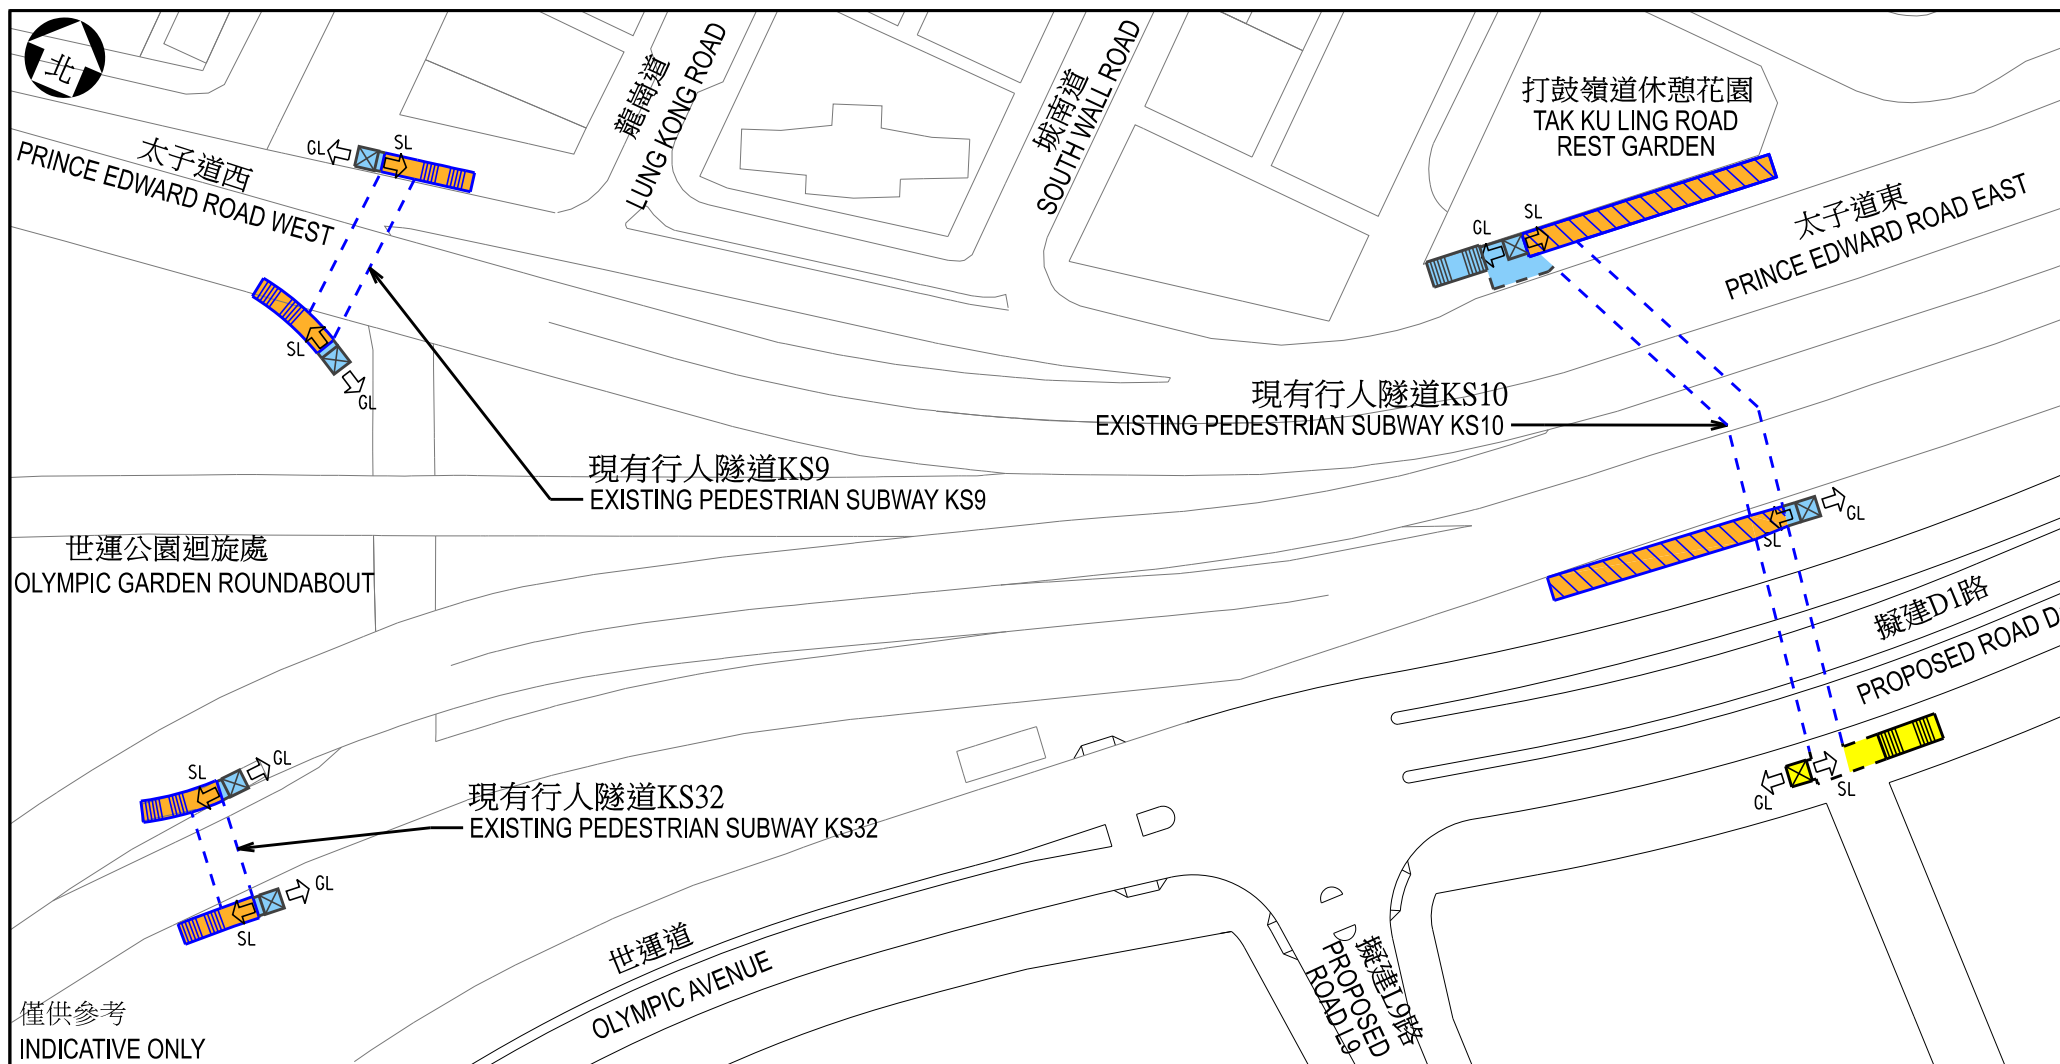 北
太子道西
PRINCE EDWARD ROAD WEST
GL
SL
龍崗道
LUNG KONG ROAD
城南道
SOUTH WALL ROAD
打鼓嶺道休憩花園
TAK KU LING ROAD
REST GARDEN
GL
SL
太子道東
PRINCE EDWARD ROAD EAST
SL
GL
現有行人隧道KS10
EXISTING PEDESTRIAN SUBWAY KS10
現有行人隧道KS9
EXISTING PEDESTRIAN SUBWAY KS9
GL
SL
世運公園迴旋處
OLYMPIC GARDEN ROUNDABOUT
擬建D1路
PROPOSED ROAD D
SL
GL
GL
SL
現有行人隧道KS32
EXISTING PEDESTRIAN SUBWAY KS32
GL
SL
世運道
OLYMPIC AVENUE
擬建L9路
PROPOSED
ROAD L9
僅供參考
INDICATIVE ONLY